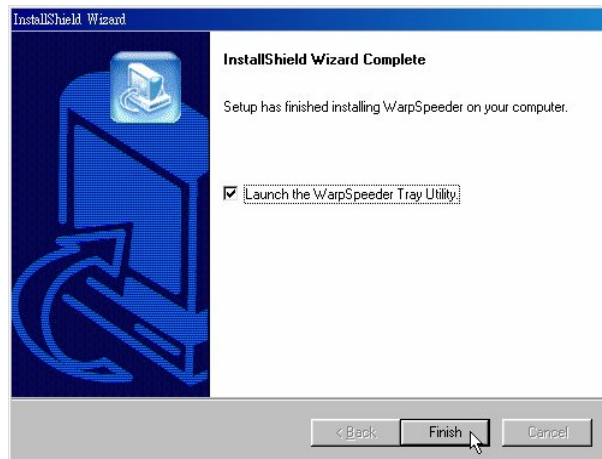 InstallShield Wizard
InstallShield Wizard Complete
Setup has finished installing WarpSpeeder on your computer.
Launch the WarpSpeeder Tray Utility.
< Back
Finish
Cancel